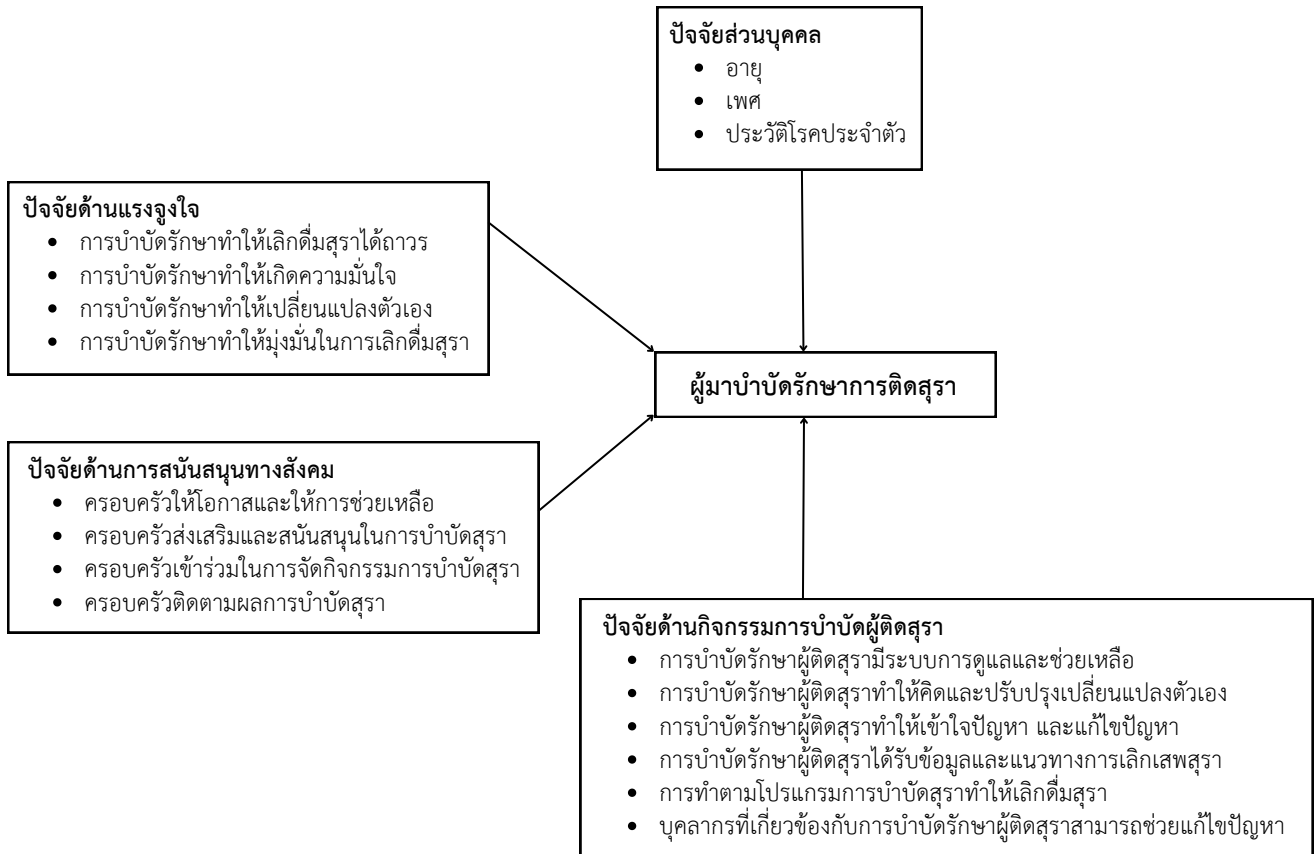 ปัจจัยส่วนบุคคล
• อายุ
• เพศ
• ประวัติโรคประจำตัว
ปัจจัยด้านแรงจูงใจ
• การบำบัดรักษาทำให้เลิกดื่มสุราได้ถาวร
• การบำบัดรักษาทำให้เกิดความมั่นใจ
• การบำบัดรักษาทำให้เปลี่ยนแปลงตัวเอง
• การบำบัดรักษาทำให้มุ่งมั่นในการเลิกดื่มสุรา
ผู้มาบำบัดรักษาการติดสุรา
ปัจจัยด้านการสนันสนุนทางสังคม
• ครอบครัวให้โอกาสและให้การช่วยเหลือ
• ครอบครัวส่งเสริมและสนันสนุนในการบำบัดสุรา
• ครอบครัวเข้าร่วมในการจัดกิจกรรมการบำบัดสุรา
• ครอบครัวติดตามผลการบำบัดสุรา
ปัจจัยด้านกิจกรรมการบำบัดผู้ติดสุรา
• การบำบัดรักษาผู้ติดสุรามีระบบการดูแลและช่วยเหลือ
• การบำบัดรักษาผู้ติดสุราทำให้คิดและปรับปรุงเปลี่ยนแปลงตัวเอง
• การบำบัดรักษาผู้ติดสุราทำให้เข้าใจปัญหา และแก้ไขปัญหา
• การบำบัดรักษาผู้ติดสุราได้รับข้อมูลและแนวทางการเลิกเสพสุรา
• การทำตามโปรแกรมการบำบัดสุราทำให้เลิกดื่มสุรา
• บุคลากรที่เกี่ยวข้องกับการบำบัดรักษาผู้ติดสุราสามารถช่วยแก้ไขปัญหา